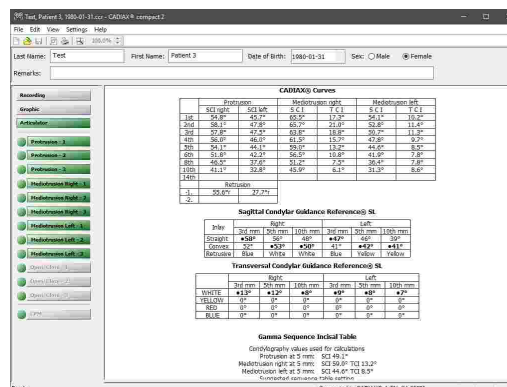 Test, Patient 3, 1980-01-31.ccx - CADIAX® compact 2
File Edit View Settings Help
100.0%
Last Name: Test First Name: Patient 3 Date of Birth: 1980-01-31 Sex: Male Female
Remarks:
Recording
Graphic
Articulator
Protrusion - 1
Protrusion - 2
Protrusion - 3
Mediotrusion Right - 1
Mediotrusion Right - 2
Mediotrusion Right - 3
Mediotrusion Left - 1
Mediotrusion Left - 2
Mediotrusion Left - 3
Open/Close - 1
Open/Close - 2
Open/Close - 3
CADIAX® Curves
Protrusion Mediotrusion right Mediotrusion left
SCI right SCI left S C I T C I S C I T C I
1st 54.8° 45.7° 65.5° 17.3° 54.1° 10.2°
2nd 58.1° 47.8° 65.7° 21.0° 52.8° 11.4°
3rd 57.8° 47.5° 63.8° 18.8° 50.7° 11.3°
4th 56.0° 46.0° 61.5° 15.7° 47.8° 9.7°
5th 54.1° 44.1° 59.0° 13.2° 44.6° 8.5°
6th 51.8° 42.2° 56.5° 10.8° 41.9° 7.8°
8th 46.5° 37.6° 51.2° 7.5° 36.4° 7.8°
10th 41.1° 32.8° 45.9° 6.1° 31.3° 8.6°
14th
Retrusion
-1. 55.6°r 27.7°r
-2.
Sagittal Condylar Guidance Reference® SL
Inlay Right Left
3rd mm 5th mm 10th mm 3rd mm 5th mm 10th mm
Straight •58° 56° 48° •47° 46° 39°
Convex 52° •53° •50° 41° •42° •41°
Retrusive Blue White White Blue Yellow Yellow
Transversal Condylar Guidance Reference® SL
Right Left
3rd mm 5th mm 10th mm 3rd mm 5th mm 10th mm
WHITE •13° •12° •8° •9° •8° •7°
YELLOW 0° 0° 0° 0° 0° 0°
RED 0° 0° 0° 0° 0° 0°
BLUE 0° 0° 0° 0° 0° 0°
Gamma Sequence Incisal Table
Condylography values used for calculations
Protrusion at 5 mm: SCI 49.1°
Mediotrusion right at 5 mm: SCI 59.0° TCI 13.2°
Mediotrusion left at 5 mm: SCI 44.6° TCI 8.5°
Suggested sequence table setting